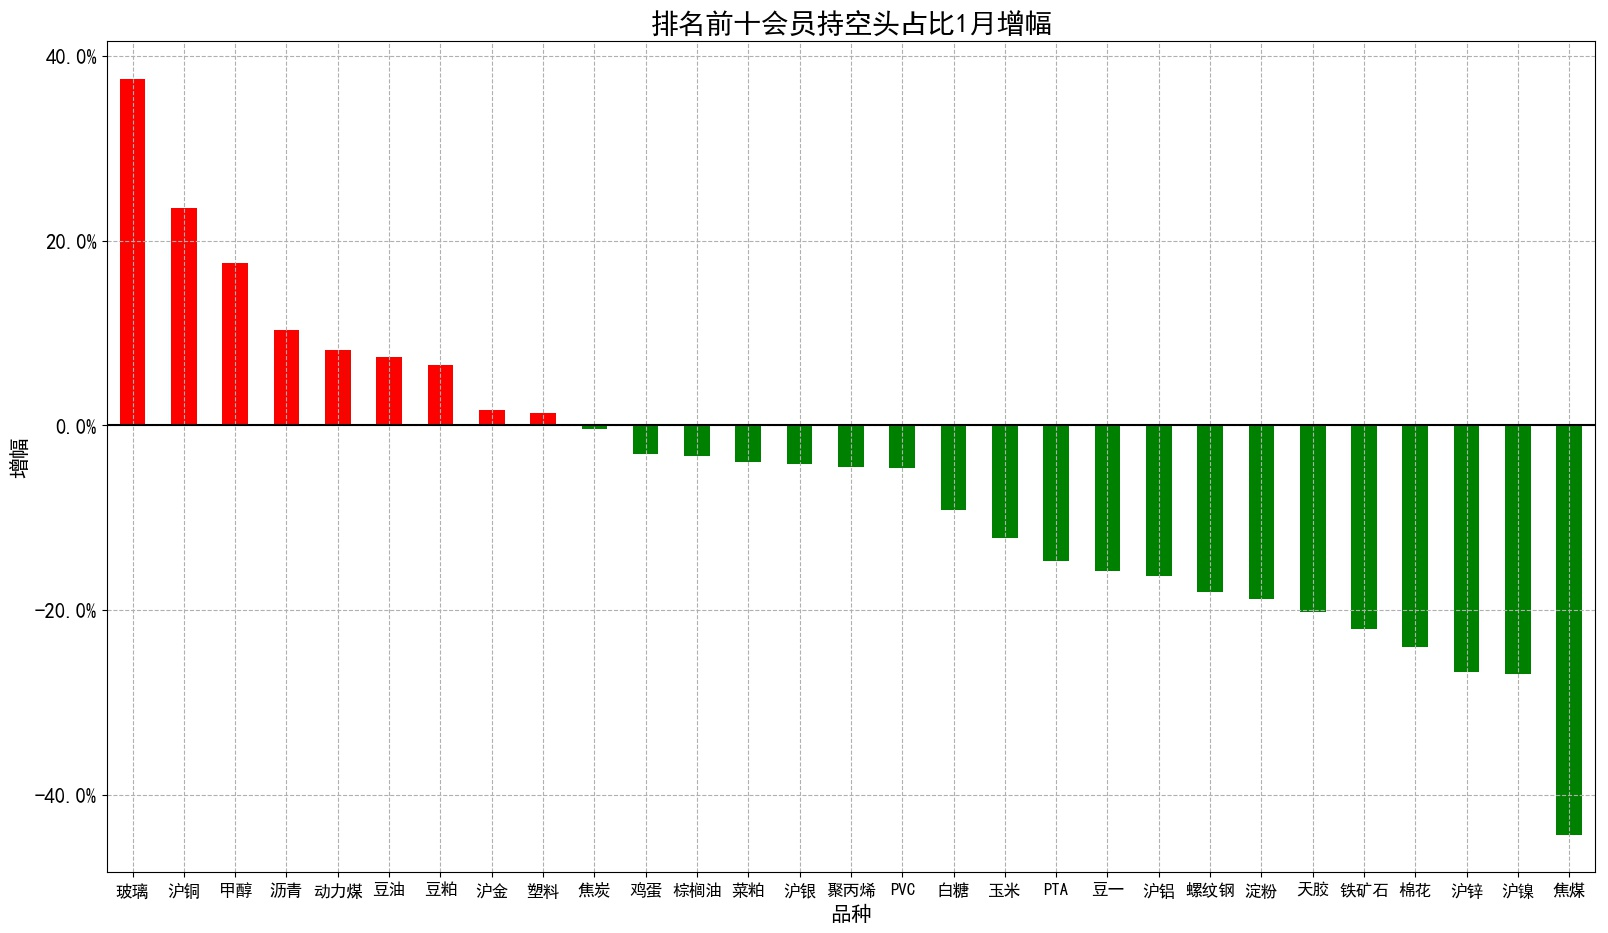 排名前十会员持空头占比1月增幅
40.0%
20.0%
0.0%
-20.0%
-40.0%
增幅
玻璃 沪铜 甲醇 沥青 动力煤 豆油 豆粕 沪金 塑料 焦炭 鸡蛋 棕榈油 菜粕 沪银 聚丙烯 PVC 白糖 玉米 PTA 豆一 沪铝 螺纹钢 淀粉 天胶 铁矿石 棉花 沪锌 沪镍 焦煤
品种